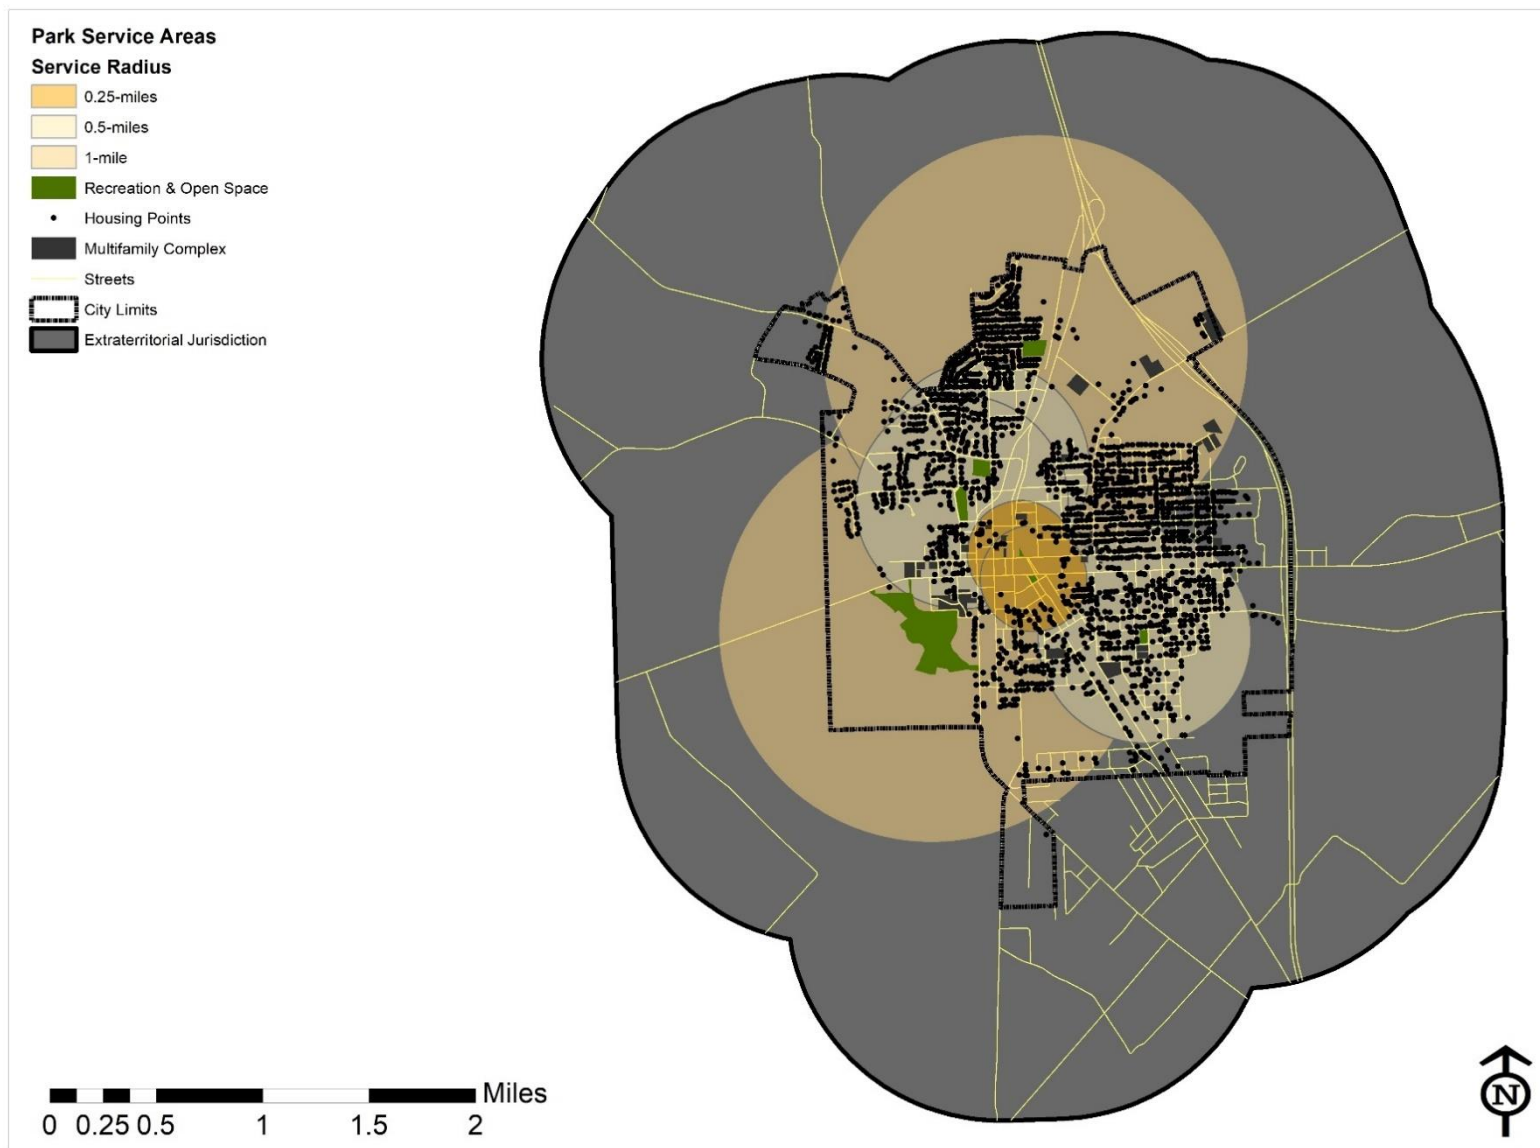 Park Service Areas
Service Radius
0.25-miles
0.5-miles
1-mile
Recreation & Open Space
Housing Points
Multifamily Complex
Streets
City Limits
Extraterritorial Jurisdiction
Miles
0 0.25 0.5 1 1.5 2
N